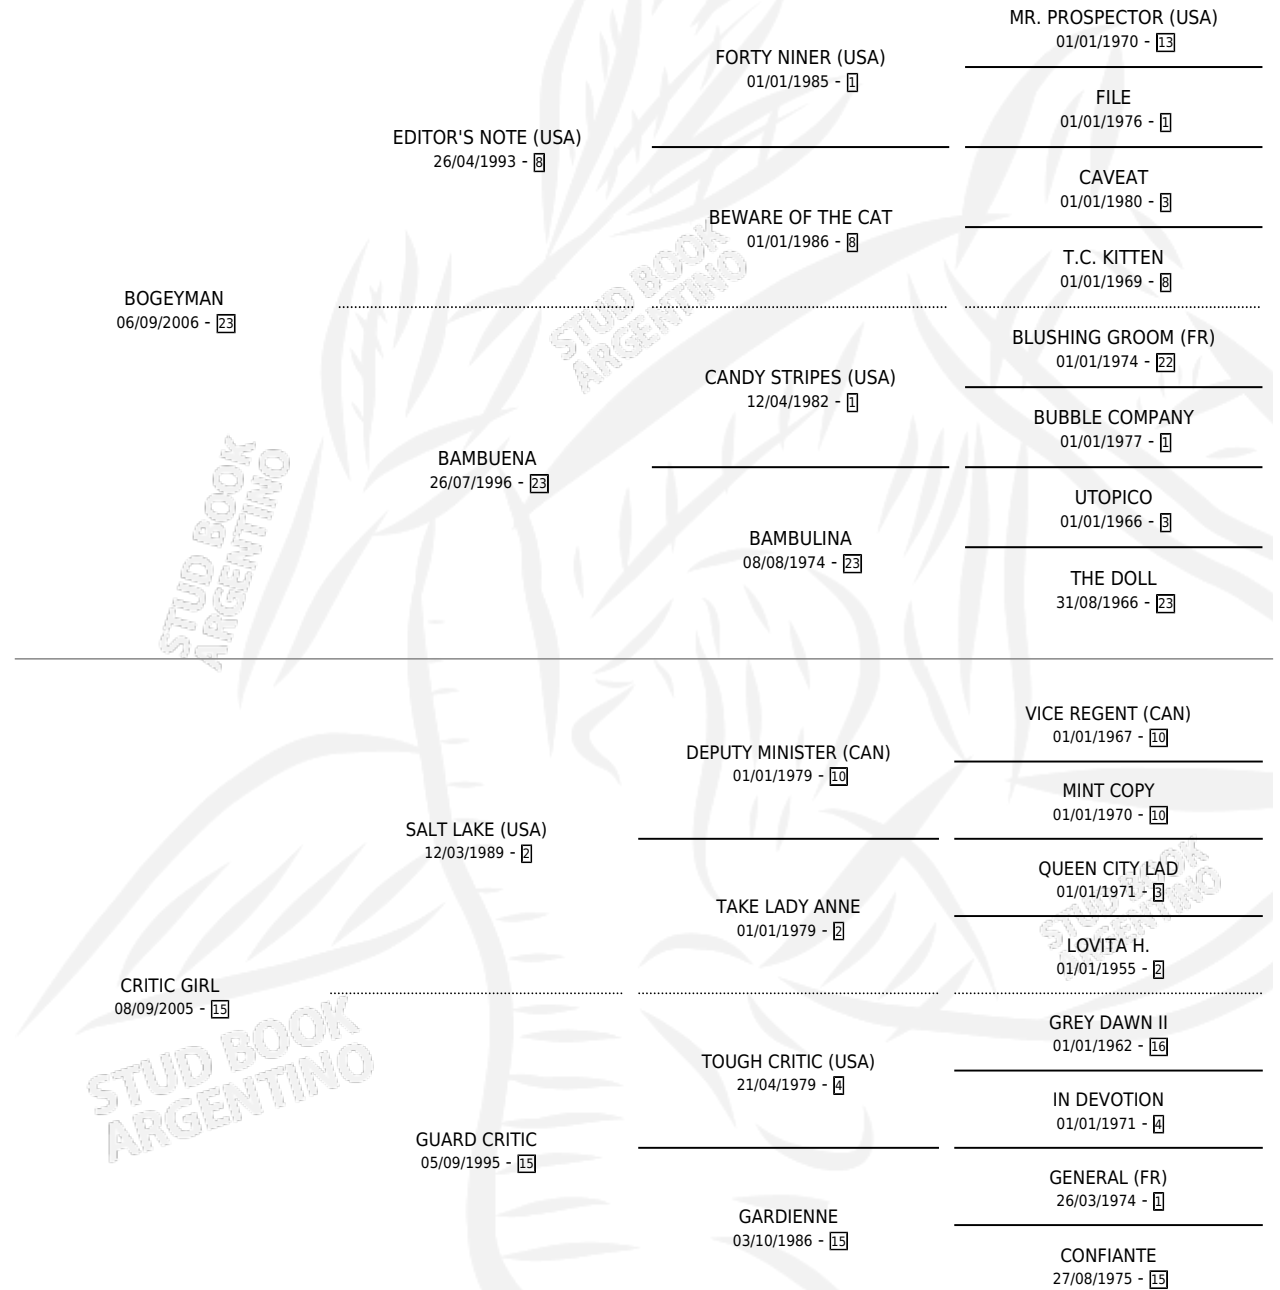 MR. PROSPECTOR (USA)
01/01/1970 - 13
FORTY NINER (USA)
01/01/1985 - 1
FILE
01/01/1976 - 1
EDITOR'S NOTE (USA)
26/04/1993 - 8
CAVEAT
01/01/1980 - 3
BEWARE OF THE CAT
01/01/1986 - 8
T.C. KITTEN
01/01/1969 - 8
BOGEYMAN
06/09/2006 - 23
BLUSHING GROOM (FR)
01/01/1974 - 22
CANDY STRIPES (USA)
12/04/1982 - 1
BUBBLE COMPANY
01/01/1977 - 1
BAMBUENA
26/07/1996 - 23
UTOPICO
01/01/1966 - 3
BAMBULINA
08/08/1974 - 23
THE DOLL
31/08/1966 - 23
VICE REGENT (CAN)
01/01/1967 - 10
DEPUTY MINISTER (CAN)
01/01/1979 - 10
MINT COPY
01/01/1970 - 10
SALT LAKE (USA)
12/03/1989 - 2
QUEEN CITY LAD
01/01/1971 - 3
TAKE LADY ANNE
01/01/1979 - 2
LOVITA H.
01/01/1955 - 2
CRITIC GIRL
08/09/2005 - 15
GREY DAWN II
01/01/1962 - 16
TOUGH CRITIC (USA)
21/04/1979 - 4
IN DEVOTION
01/01/1971 - 4
GUARD CRITIC
05/09/1995 - 15
GENERAL (FR)
26/03/1974 - 1
GARDIENNE
03/10/1986 - 15
CONFIANTE
27/08/1975 - 15
STUD BOOK
ARGENTINO
STUD BOOK
ARGENTINO
STUD BOOK
ARGENTINO
STUD BOOK
ARGENTINO